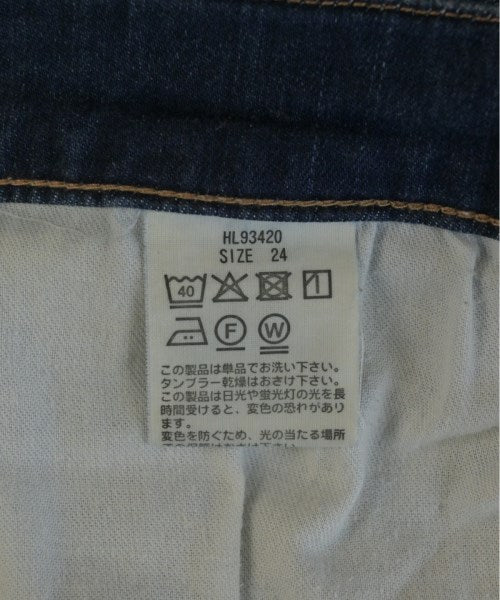 HL93420
SIZE 24
40
F W
この製品は単品でお洗い下さい。
タンブラー乾燥はおさけ下さい。
この製品は日光や蛍光灯の光を長
時間受けると、変色の恐れがあり
ます。
変色を防ぐため、光の当たる場所